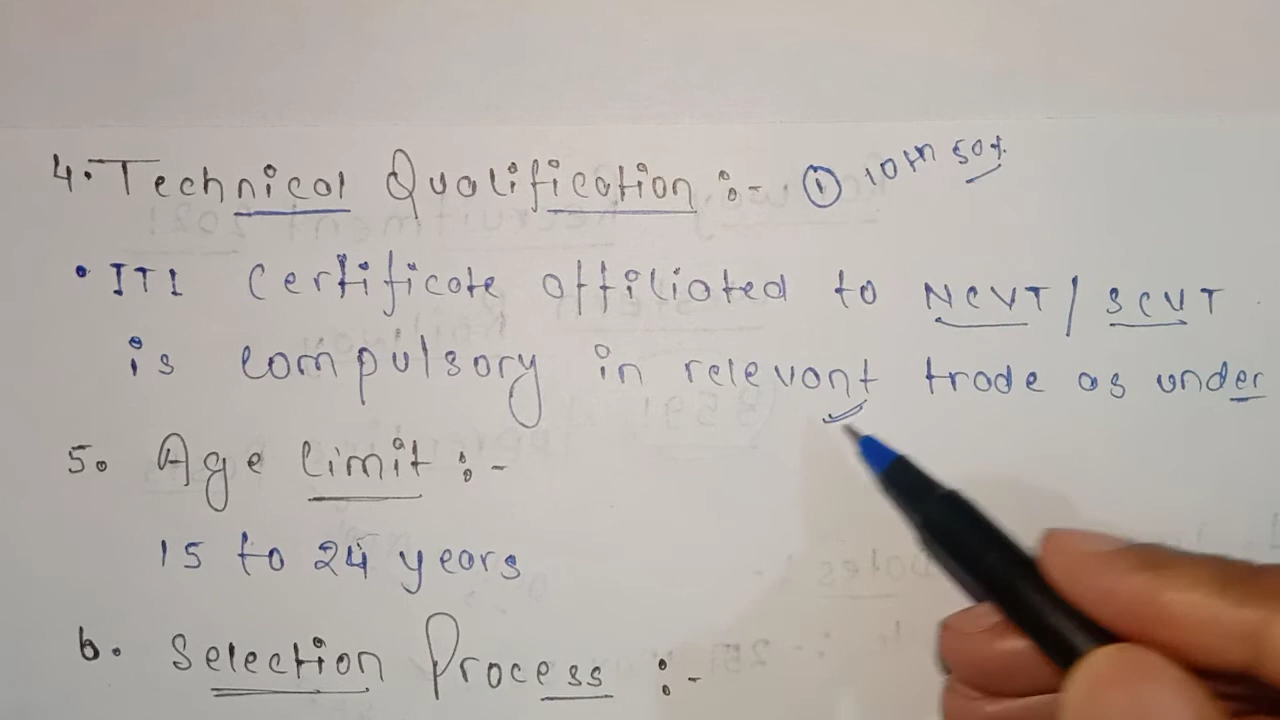 4. Technical Qualification :- ① 10th 50%
• ITI Certificate affiliated to NCVT/SCVT
is compulsory in relevant trade as under
5. Age limit :-
15 to 24 years
6. Selection Process :-